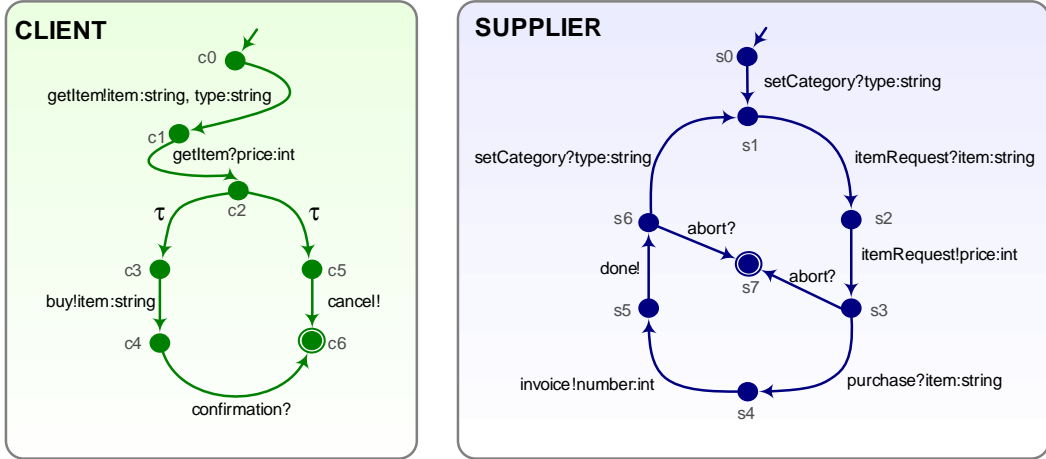 CLIENT
c0
getItem!item:string, type:string
c1
getItem?price:int
c2
τ
τ
c3
c5
buy!item:string
cancel!
c4
c6
confirmation?
SUPPLIER
s0
setCategory?type:string
s1
setCategory?type:string
itemRequest?item:string
s6
s2
abort?
itemRequest!price:int
done!
abort?
s7
s5
s3
invoice!number:int
purchase?item:string
s4